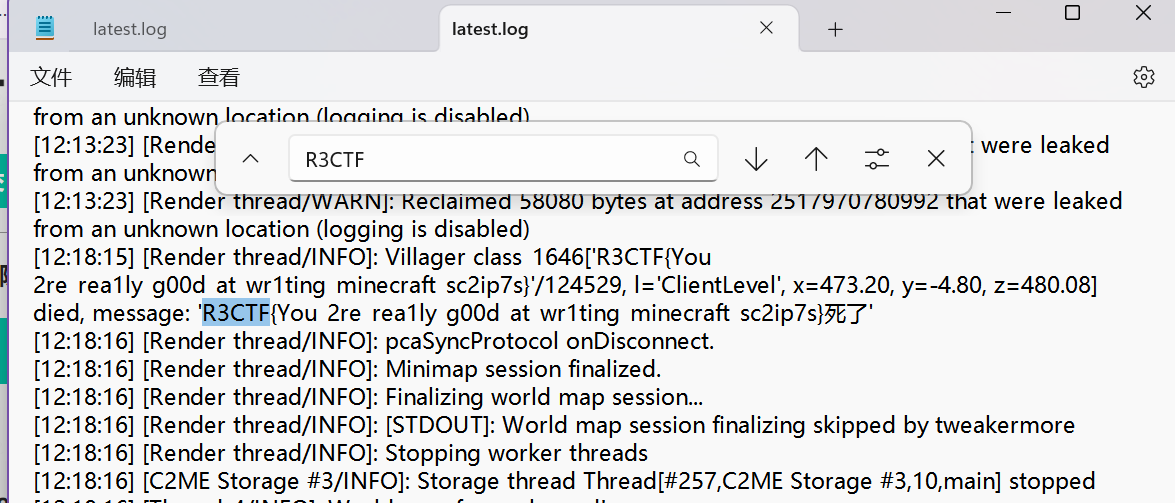 latest.log
latest.log
文件 编辑 查看
from an unknown location (logging is disabled)
R3CTF
[12:13:23] [Rende were leaked
from an unknown
[12:13:23] [Render thread/WARN]: Reclaimed 58080 bytes at address 2517970780992 that were leaked
from an unknown location (logging is disabled)
[12:18:15] [Render thread/INFO]: Villager class_1646['R3CTF{You
2re rea1ly g00d at wr1ting minecraft sc2ip7s}'/124529, l='ClientLevel', x=473.20, y=-4.80, z=480.08]
died, message: 'R3CTF{You 2re rea1ly g00d at wr1ting minecraft sc2ip7s}死了'
[12:18:16] [Render thread/INFO]: pcaSyncProtocol onDisconnect.
[12:18:16] [Render thread/INFO]: Minimap session finalized.
[12:18:16] [Render thread/INFO]: Finalizing world map session...
[12:18:16] [Render thread/INFO]: [STDOUT]: World map session finalizing skipped by tweakermore
[12:18:16] [Render thread/INFO]: Stopping worker threads
[12:18:16] [C2ME Storage #3/INFO]: Storage thread Thread[#257,C2ME Storage #3,10,main] stopped